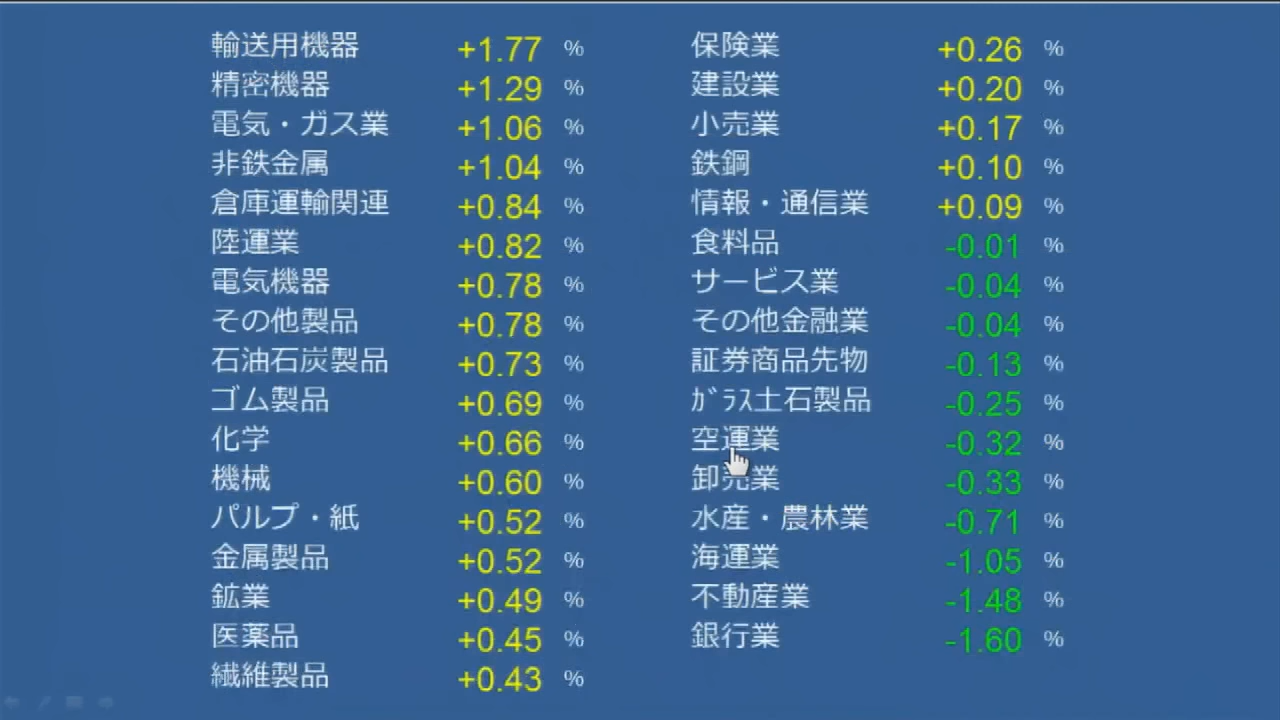 輸送用機器 +1.77 %
精密機器 +1.29 %
電気・ガス業 +1.06 %
非鉄金属 +1.04 %
倉庫運輸関連 +0.84 %
陸運業 +0.82 %
電気機器 +0.78 %
その他製品 +0.78 %
石油石炭製品 +0.73 %
ゴム製品 +0.69 %
化学 +0.66 %
機械 +0.60 %
パルプ・紙 +0.52 %
金属製品 +0.52 %
鉱業 +0.49 %
医薬品 +0.45 %
繊維製品 +0.43 %
保険業 +0.26 %
建設業 +0.20 %
小売業 +0.17 %
鉄鋼 +0.10 %
情報・通信業 +0.09 %
食料品 -0.01 %
サービス業 -0.04 %
その他金融業 -0.04 %
証券商品先物 -0.13 %
ｶﾞﾗｽ土石製品 -0.25 %
空運業 -0.32 %
卸売業 -0.33 %
水産・農林業 -0.71 %
海運業 -1.05 %
不動産業 -1.48 %
銀行業 -1.60 %